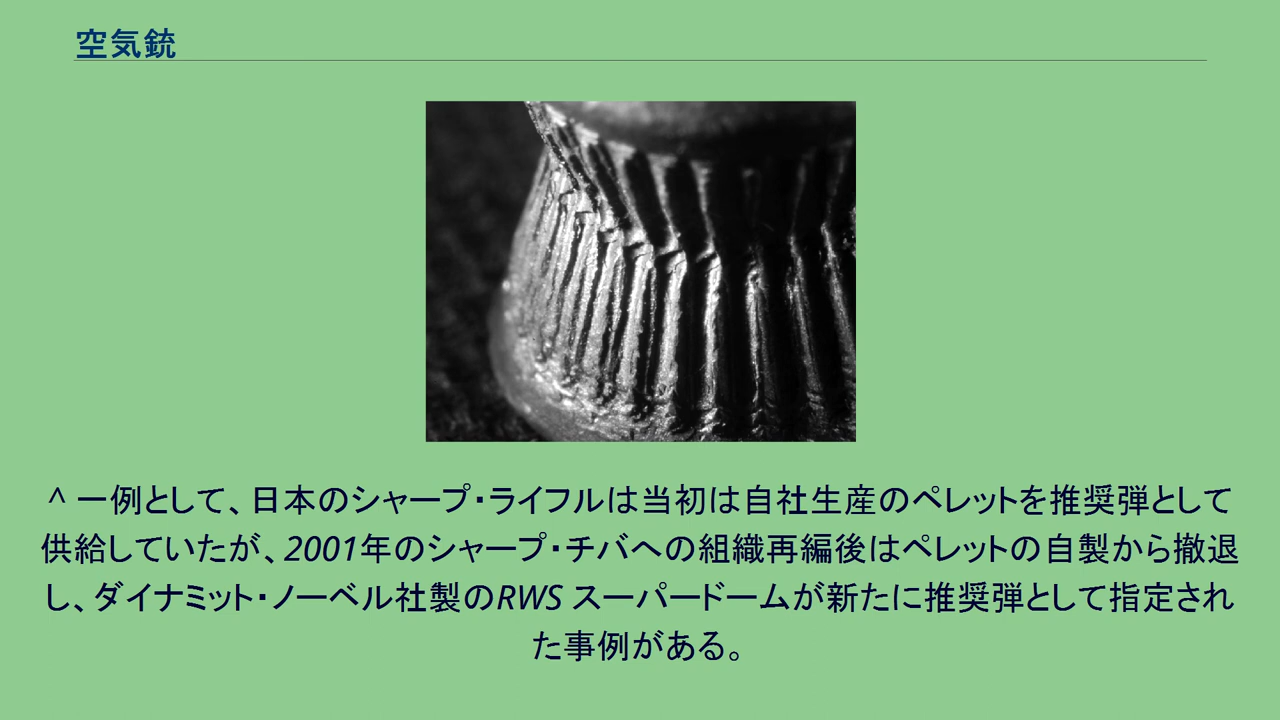 空気銃
^ 一例として、日本のシャープ・ライフルは当初は自社生産のペレットを推奨弾として
供給していたが、2001年のシャープ・チバへの組織再編後はペレットの自製から撤退
し、ダイナミット・ノーベル社製のRWS スーパードームが新たに推奨弾として指定され
た事例がある。